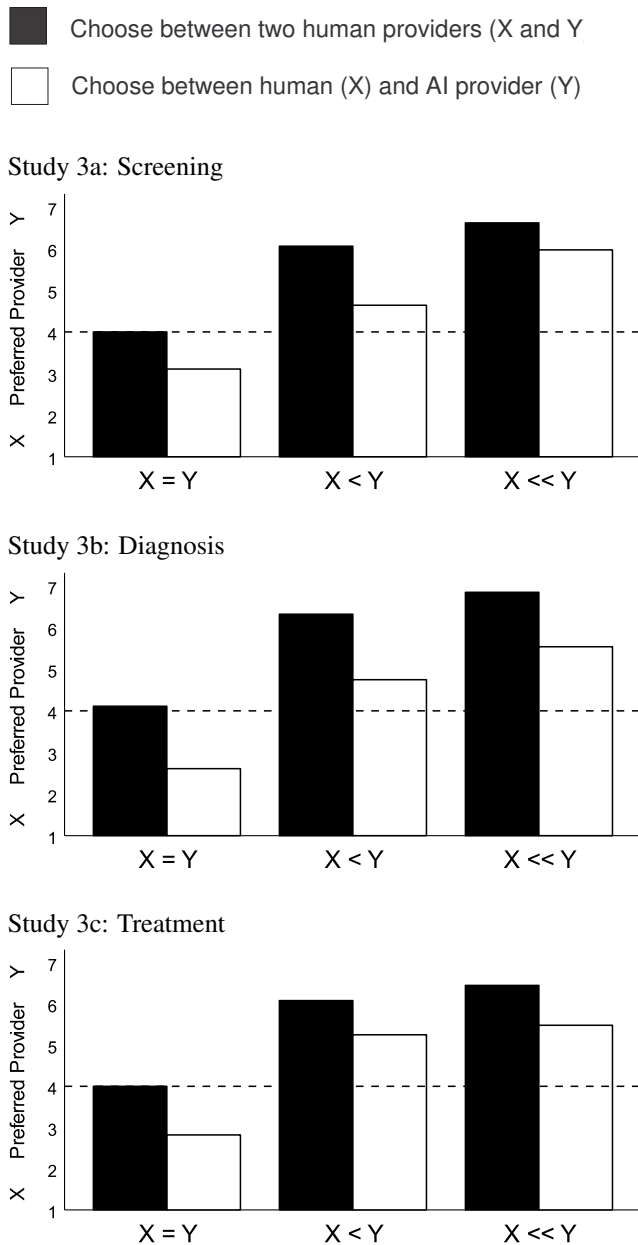 Choose between two human providers (X and Y
Choose between human (X) and AI provider (Y)
Study 3a: Screening
X Preferred Provider Y
7
6
5
4
3
2
1
X = Y
X < Y
X << Y
Study 3b: Diagnosis
X Preferred Provider Y
7
6
5
4
3
2
1
X = Y
X < Y
X << Y
Study 3c: Treatment
X Preferred Provider Y
7
6
5
4
3
2
1
X = Y
X < Y
X << Y